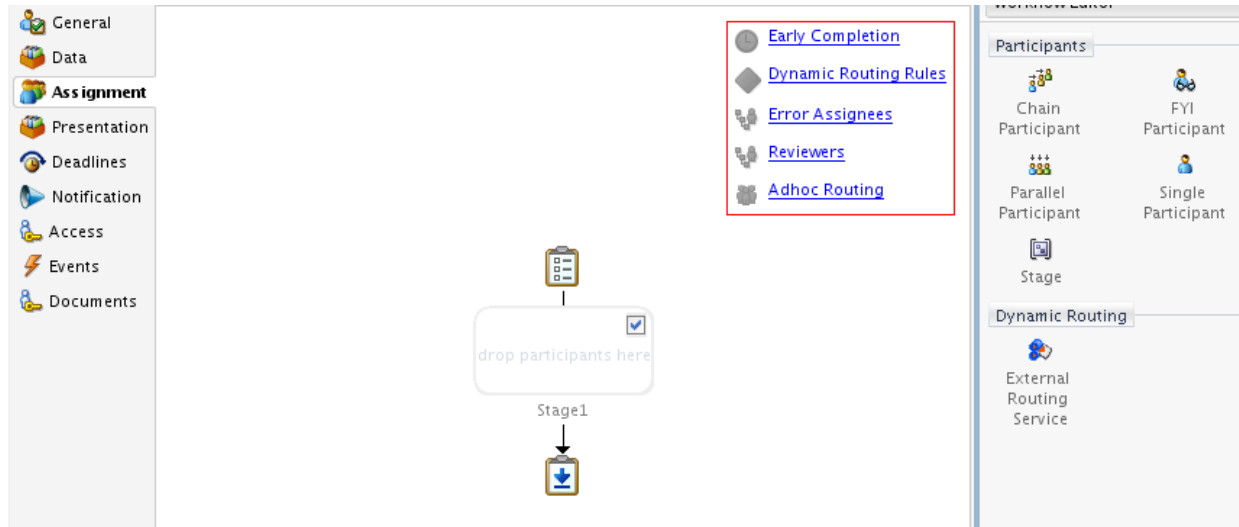 General
Data
Assignment
Presentation
Deadlines
Notification
Access
Events
Documents
Early Completion
Dynamic Routing Rules
Error Assignees
Reviewers
Adhoc Routing
drop participants here
Stage1
Workflow Editor
Participants
Chain
Participant
FYI
Participant
Parallel
Participant
Single
Participant
Stage
Dynamic Routing
External
Routing
Service